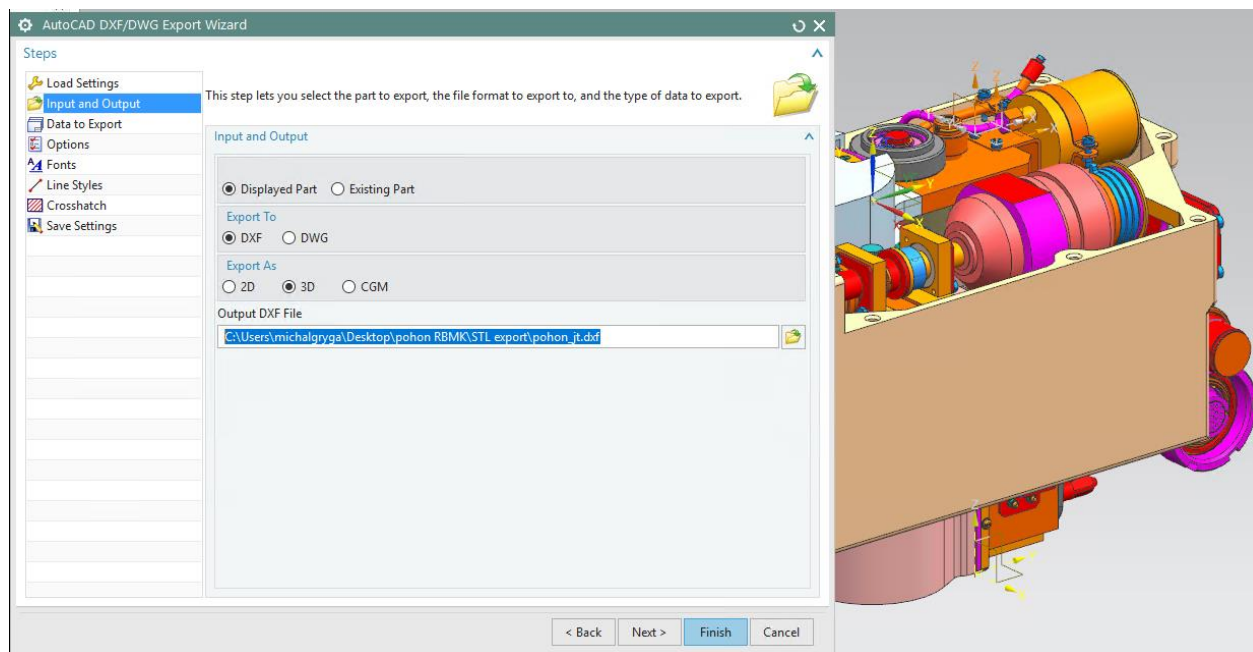 AutoCAD DXF/DWG Export Wizard
Steps
Load Settings
Input and Output
Data to Export
Options
Fonts
Line Styles
Crosshatch
Save Settings
This step lets you select the part to export, the file format to export to, and the type of data to export.
Input and Output
Displayed Part Existing Part
Export To
DXF DWG
Export As
2D 3D CGM
Output DXF File
C:\Users\michalgryga\Desktop\pohon RBMK\STL export\pohon_jt.dxf
< Back Next > Finish Cancel
Z
Z
X
X
Z
Y
X
Z